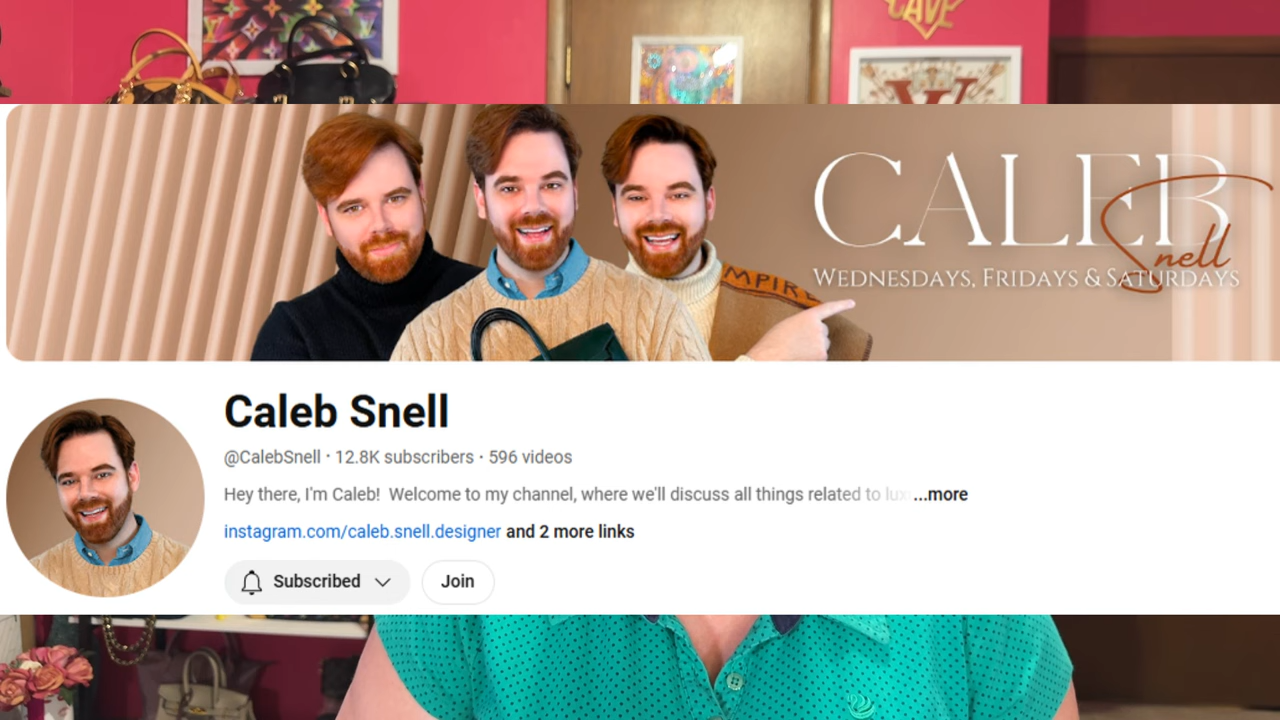 CALEB
Snell
WEDNESDAYS, FRIDAYS & SATURDAYS
Caleb Snell
@CalebSnell · 12.8K subscribers · 596 videos
Hey there, I'm Caleb! Welcome to my channel, where we'll discuss all things related to ...more
instagram.com/caleb.snell.designer and 2 more links
Subscribed
Join